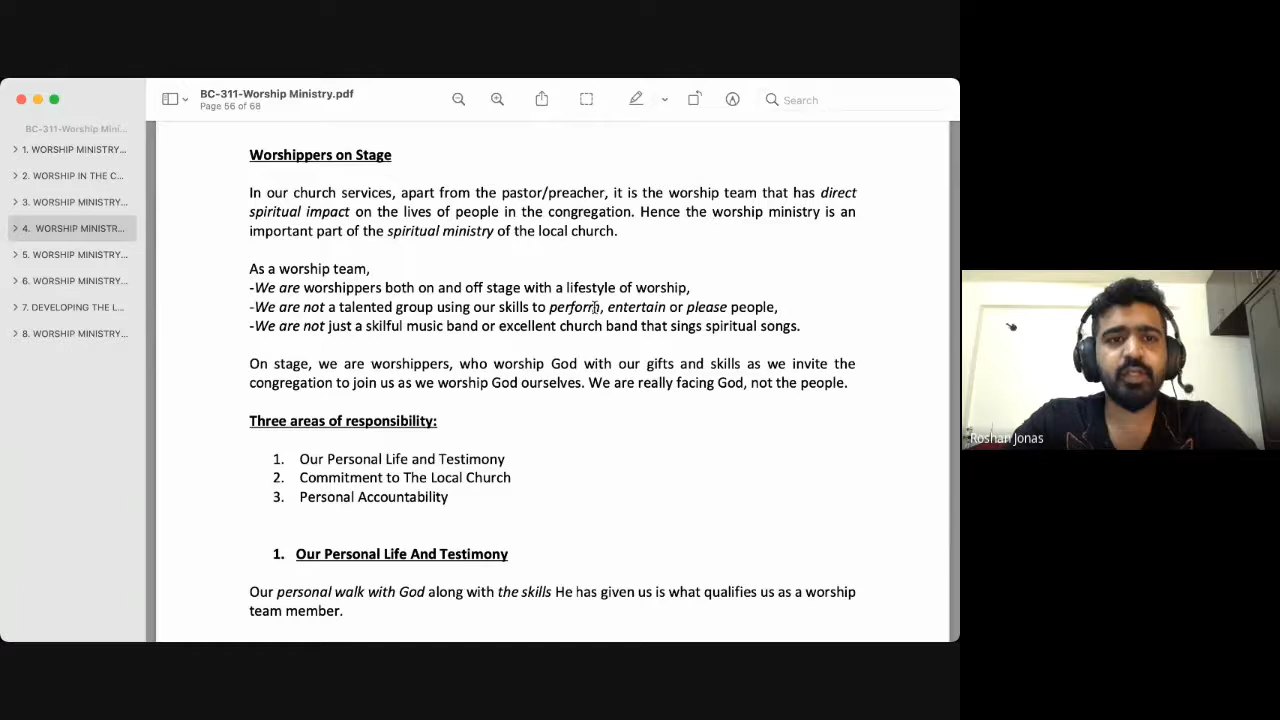 BC-311-Worship Ministry.pdf
Page 56 of 68
Search
BC-311-Worship Mini...
1. WORSHIP MINISTRY...
2. WORSHIP IN THE C...
3. WORSHIP MINISTRY...
4. WORSHIP MINISTR...
5. WORSHIP MINISTRY...
6. WORSHIP MINISTRY...
7. DEVELOPING THE L...
8. WORSHIP MINISTRY...
Worshippers on Stage
In our church services, apart from the pastor/preacher, it is the worship team that has direct
spiritual impact on the lives of people in the congregation. Hence the worship ministry is an
important part of the spiritual ministry of the local church.
As a worship team,
-We are worshippers both on and off stage with a lifestyle of worship,
-We are not a talented group using our skills to perform, entertain or please people,
-We are not just a skilful music band or excellent church band that sings spiritual songs.
On stage, we are worshippers, who worship God with our gifts and skills as we invite the
congregation to join us as we worship God ourselves. We are really facing God, not the people.
Three areas of responsibility:
1. Our Personal Life and Testimony
2. Commitment to The Local Church
3. Personal Accountability
1. Our Personal Life And Testimony
Our personal walk with God along with the skills He has given us is what qualifies us as a worship
team member.
Roshan Jonas